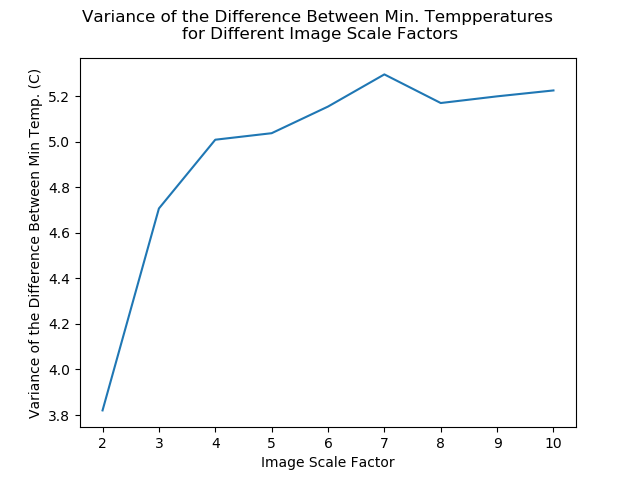 Variance of the Difference Between Min. Tempperatures
for Different Image Scale Factors
Variance of the Difference Between Min Temp. (C)
5.2
5.0
4.8
4.6
4.4
4.2
4.0
3.8
2 3 4 5 6 7 8 9 10
Image Scale Factor